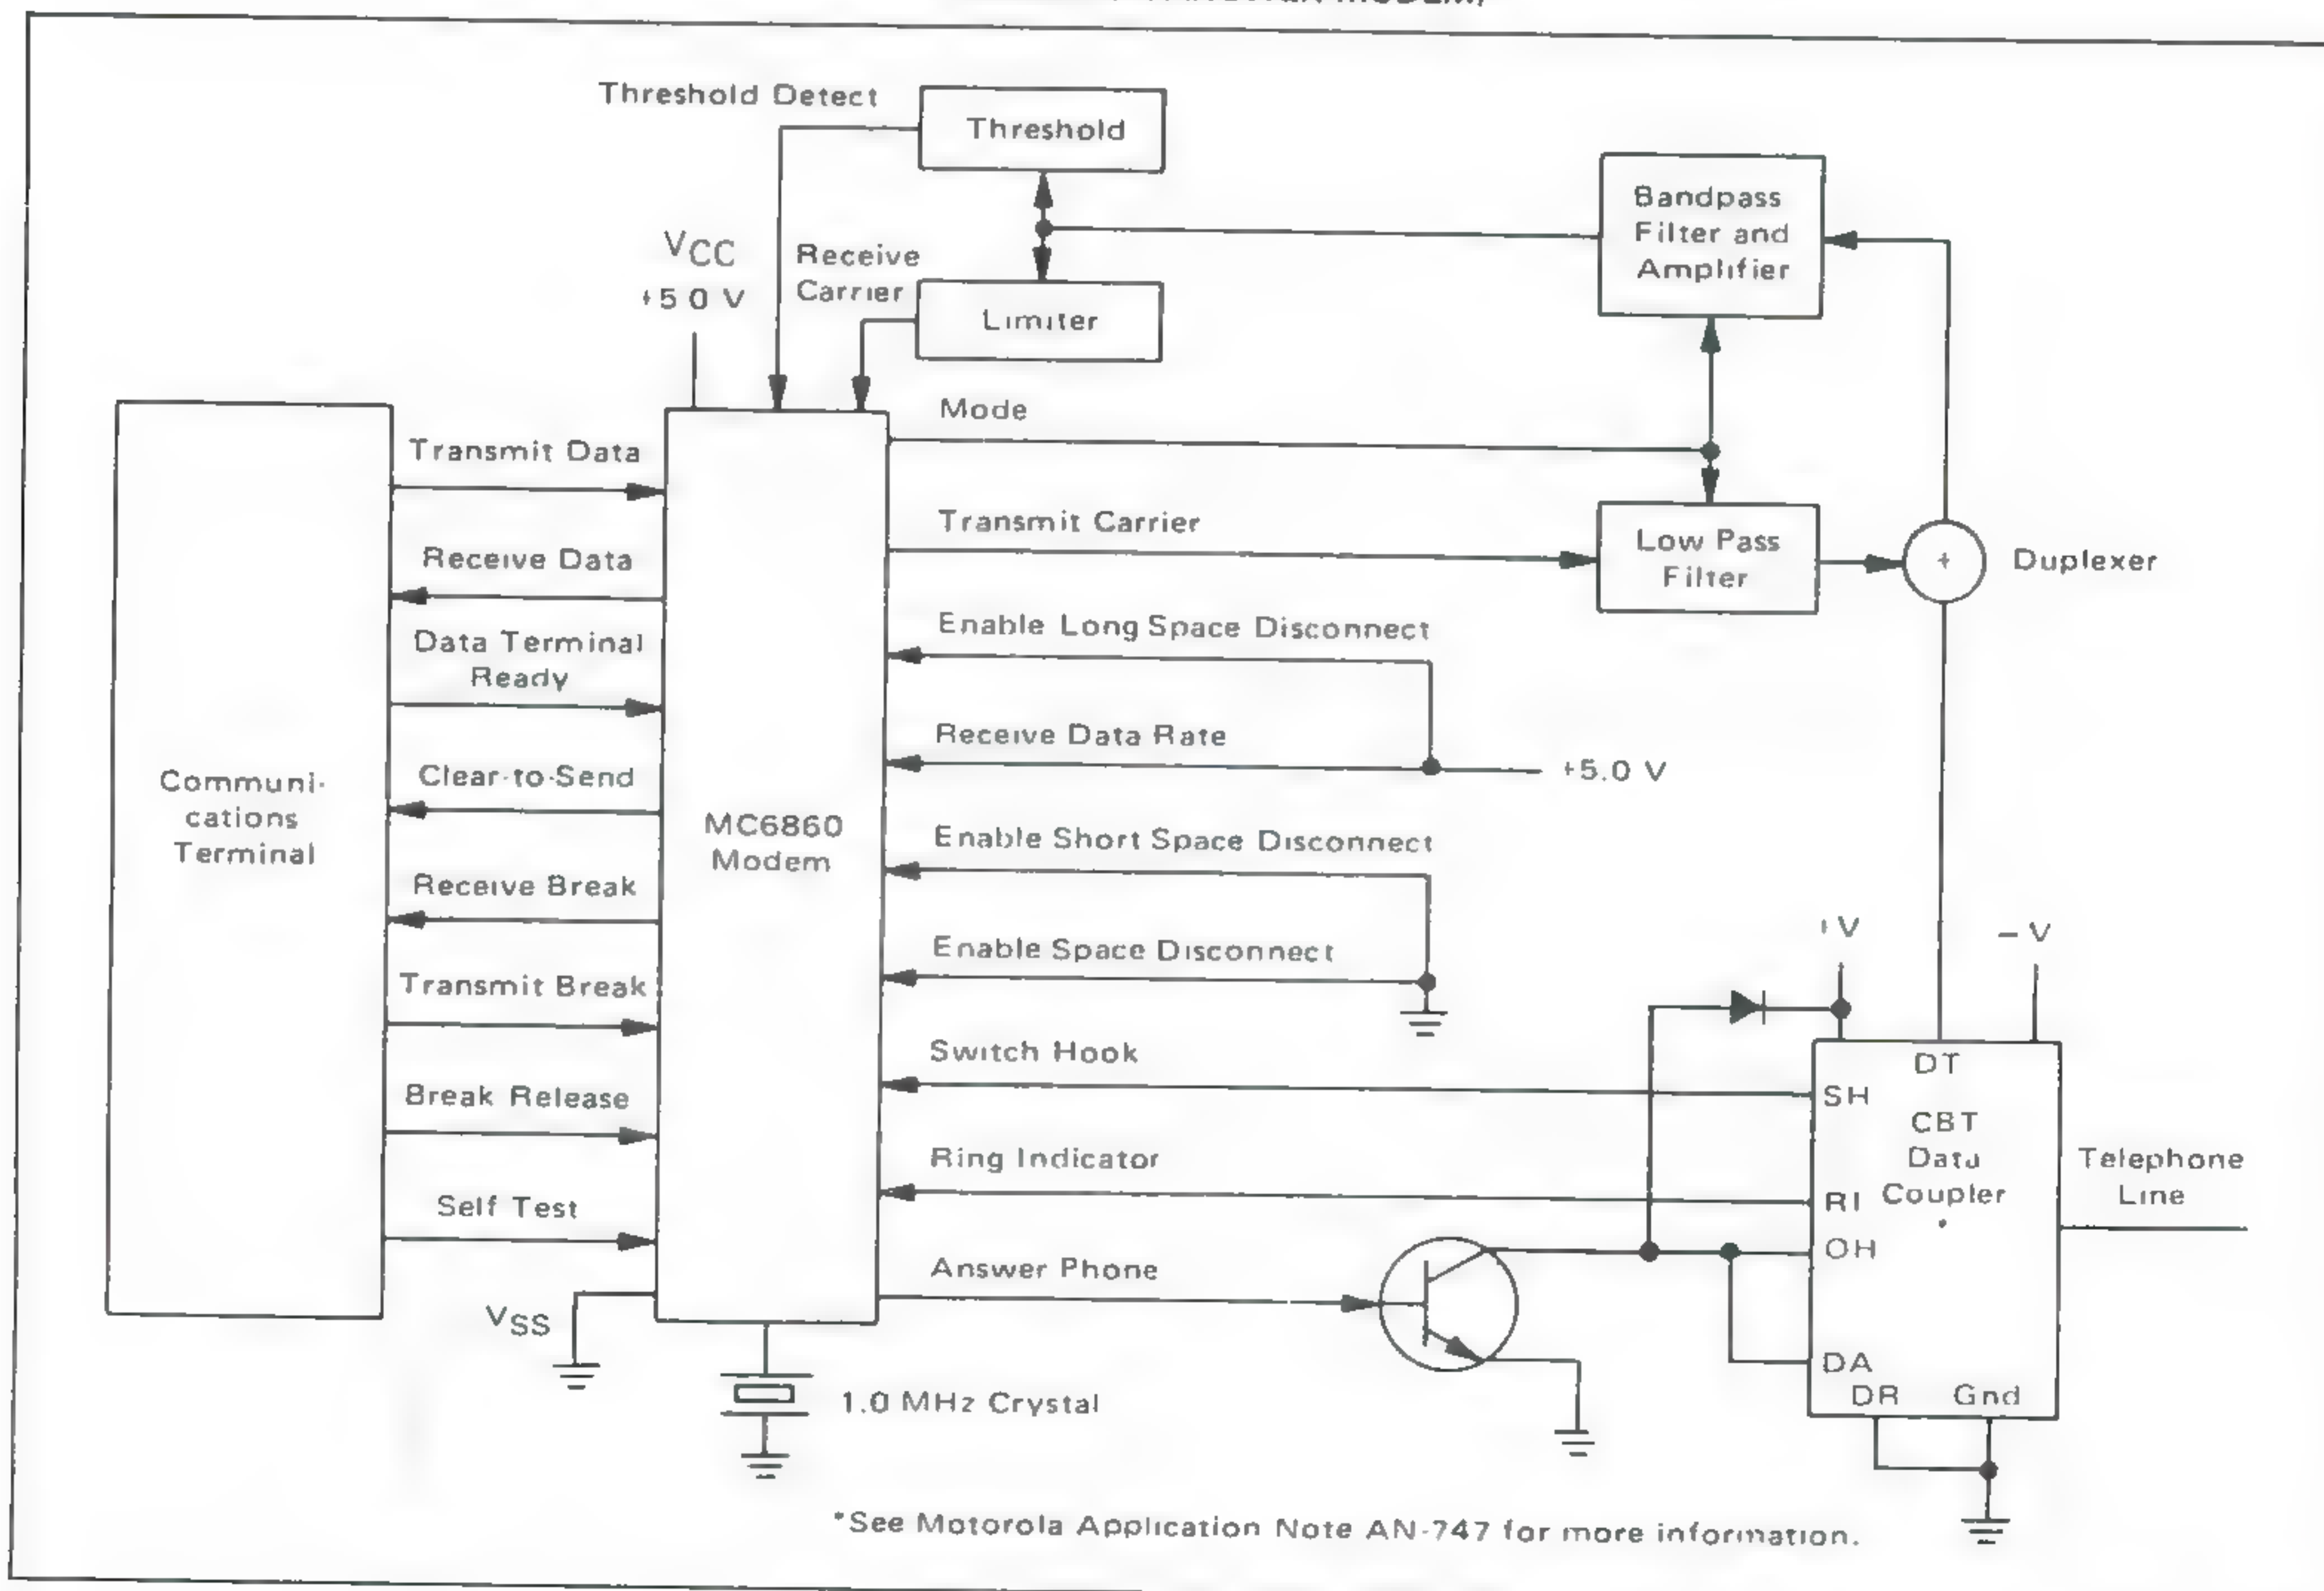 MODEM)
Threshold Detect
Threshold
VCC
+5 0 V
Receive
Carrier
Limiter
Bandpass
Filter and
Amplifier
Mode
Transmit Carrier
Low Pass
Filter
+
Duplexer
Transmit Data
Receive Data
Data Terminal
Ready
Clear-to-Send
Receive Break
Transmit Break
Break Release
Self Test
Communi-
cations
Terminal
MC6860
Modem
Enable Long Space Disconnect
Receive Data Rate
+5.0 V
Enable Short Space Disconnect
Enable Space Disconnect
Switch Hook
Ring Indicator
Answer Phone
+V
– V
DT
SH
CBT
Data
Coupler
*
RI
OH
DA
DR
Gnd
Telephone
Line
VSS
1.0 MHz Crystal
*See Motorola Application Note AN-747 for more information.